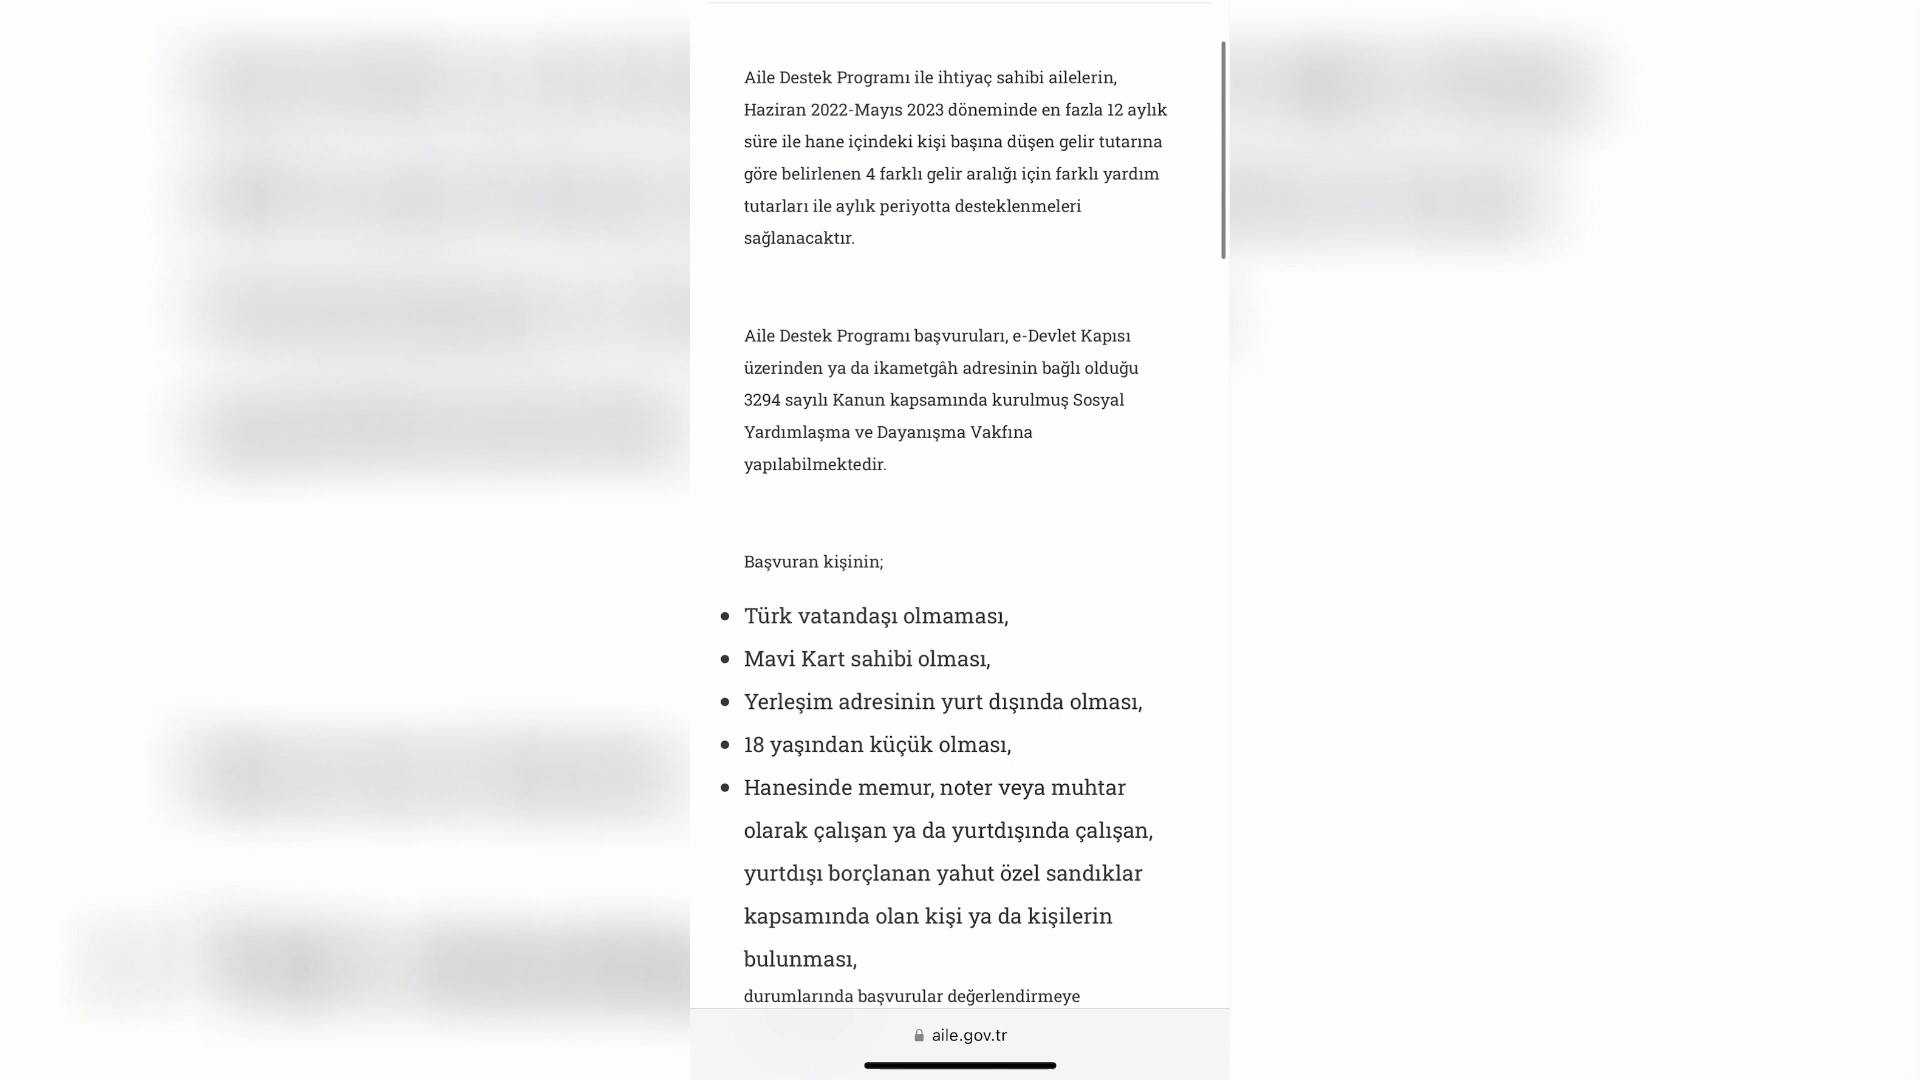 Aile Destek Programı ile ihtiyaç sahibi ailelerin,
Haziran 2022-Mayıs 2023 döneminde en fazla 12 aylık
süre ile hane içindeki kişi başına düşen gelir tutarına
göre belirlenen 4 farklı gelir aralığı için farklı yardım
tutarları ile aylık periyotta desteklenmeleri
sağlanacaktır.
Aile Destek Programı başvuruları, e-Devlet Kapısı
üzerinden ya da ikametgâh adresinin bağlı olduğu
3294 sayılı Kanun kapsamında kurulmuş Sosyal
Yardımlaşma ve Dayanışma Vakfına
yapılabilmektedir.
Başvuran kişinin;
• Türk vatandaşı olmaması,
• Mavi Kart sahibi olması,
• Yerleşim adresinin yurt dışında olması,
• 18 yaşından küçük olması,
• Hanesinde memur, noter veya muhtar
olarak çalışan ya da yurtdışında çalışan,
yurtdışı borçlanan yahut özel sandıklar
kapsamında olan kişi ya da kişilerin
bulunması,
durumlarında başvurular değerlendirmeye
aile.gov.tr